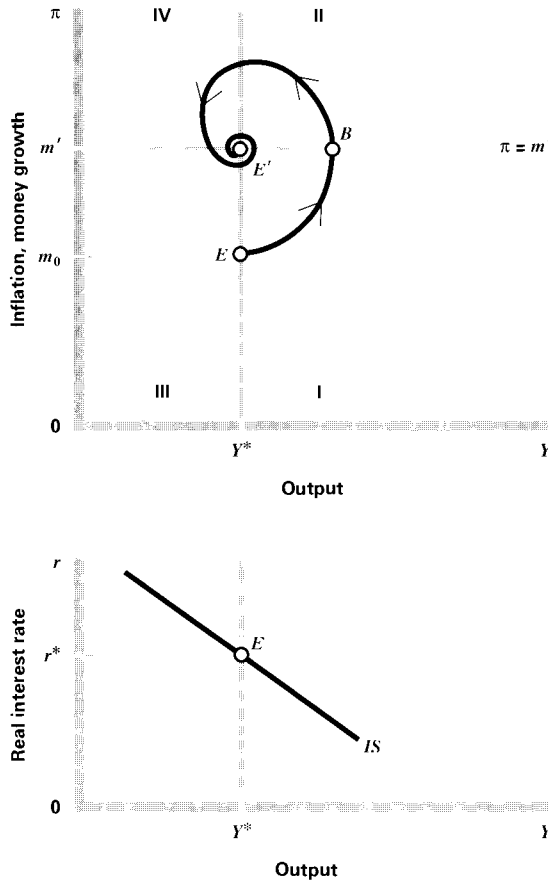 π
IV
II
m'
B
π = m
E'
Inflation, money growth
m₀
E
III
I
0
Y*
Y
Output
r
Real interest rate
r*
E
IS
0
Y*
Y
Output